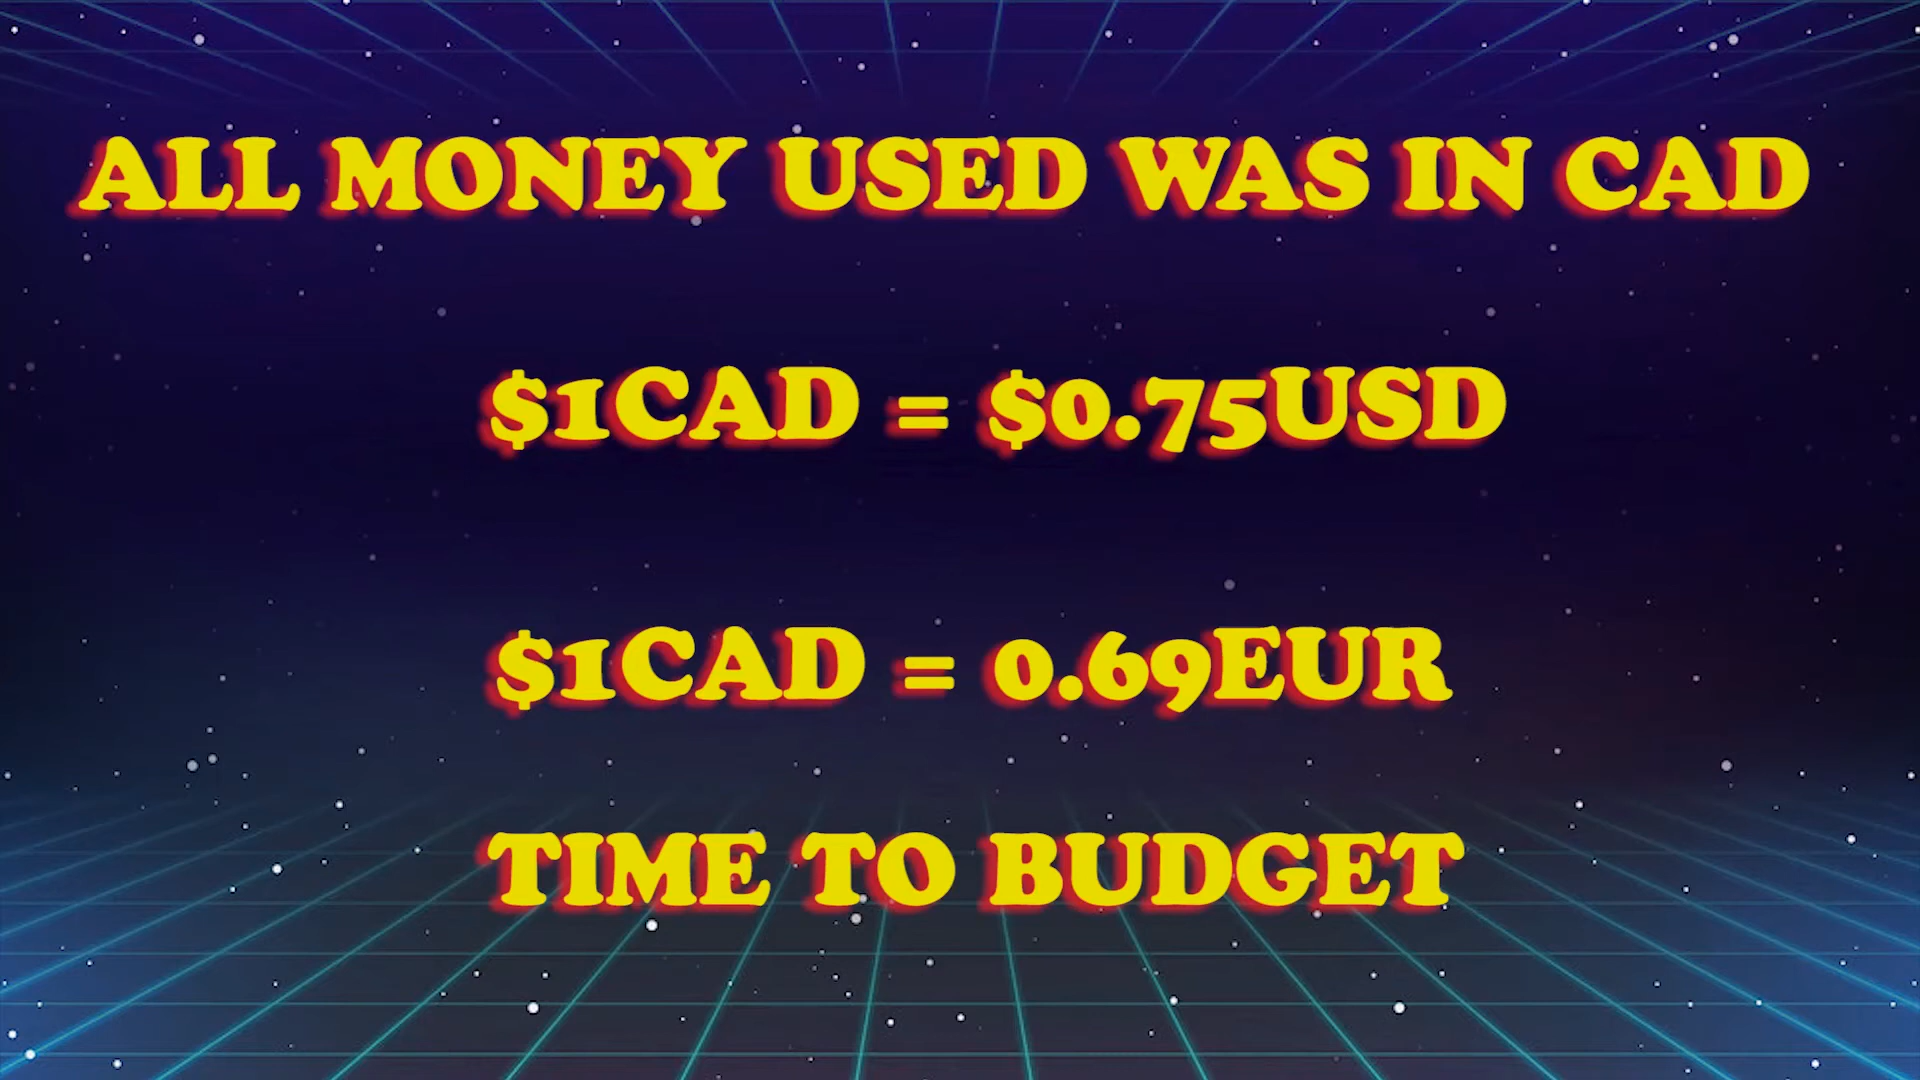 ALL MONEY USED WAS IN CAD
$1CAD = $0.75USD
$1CAD = 0.69EUR
TIME TO BUDGET